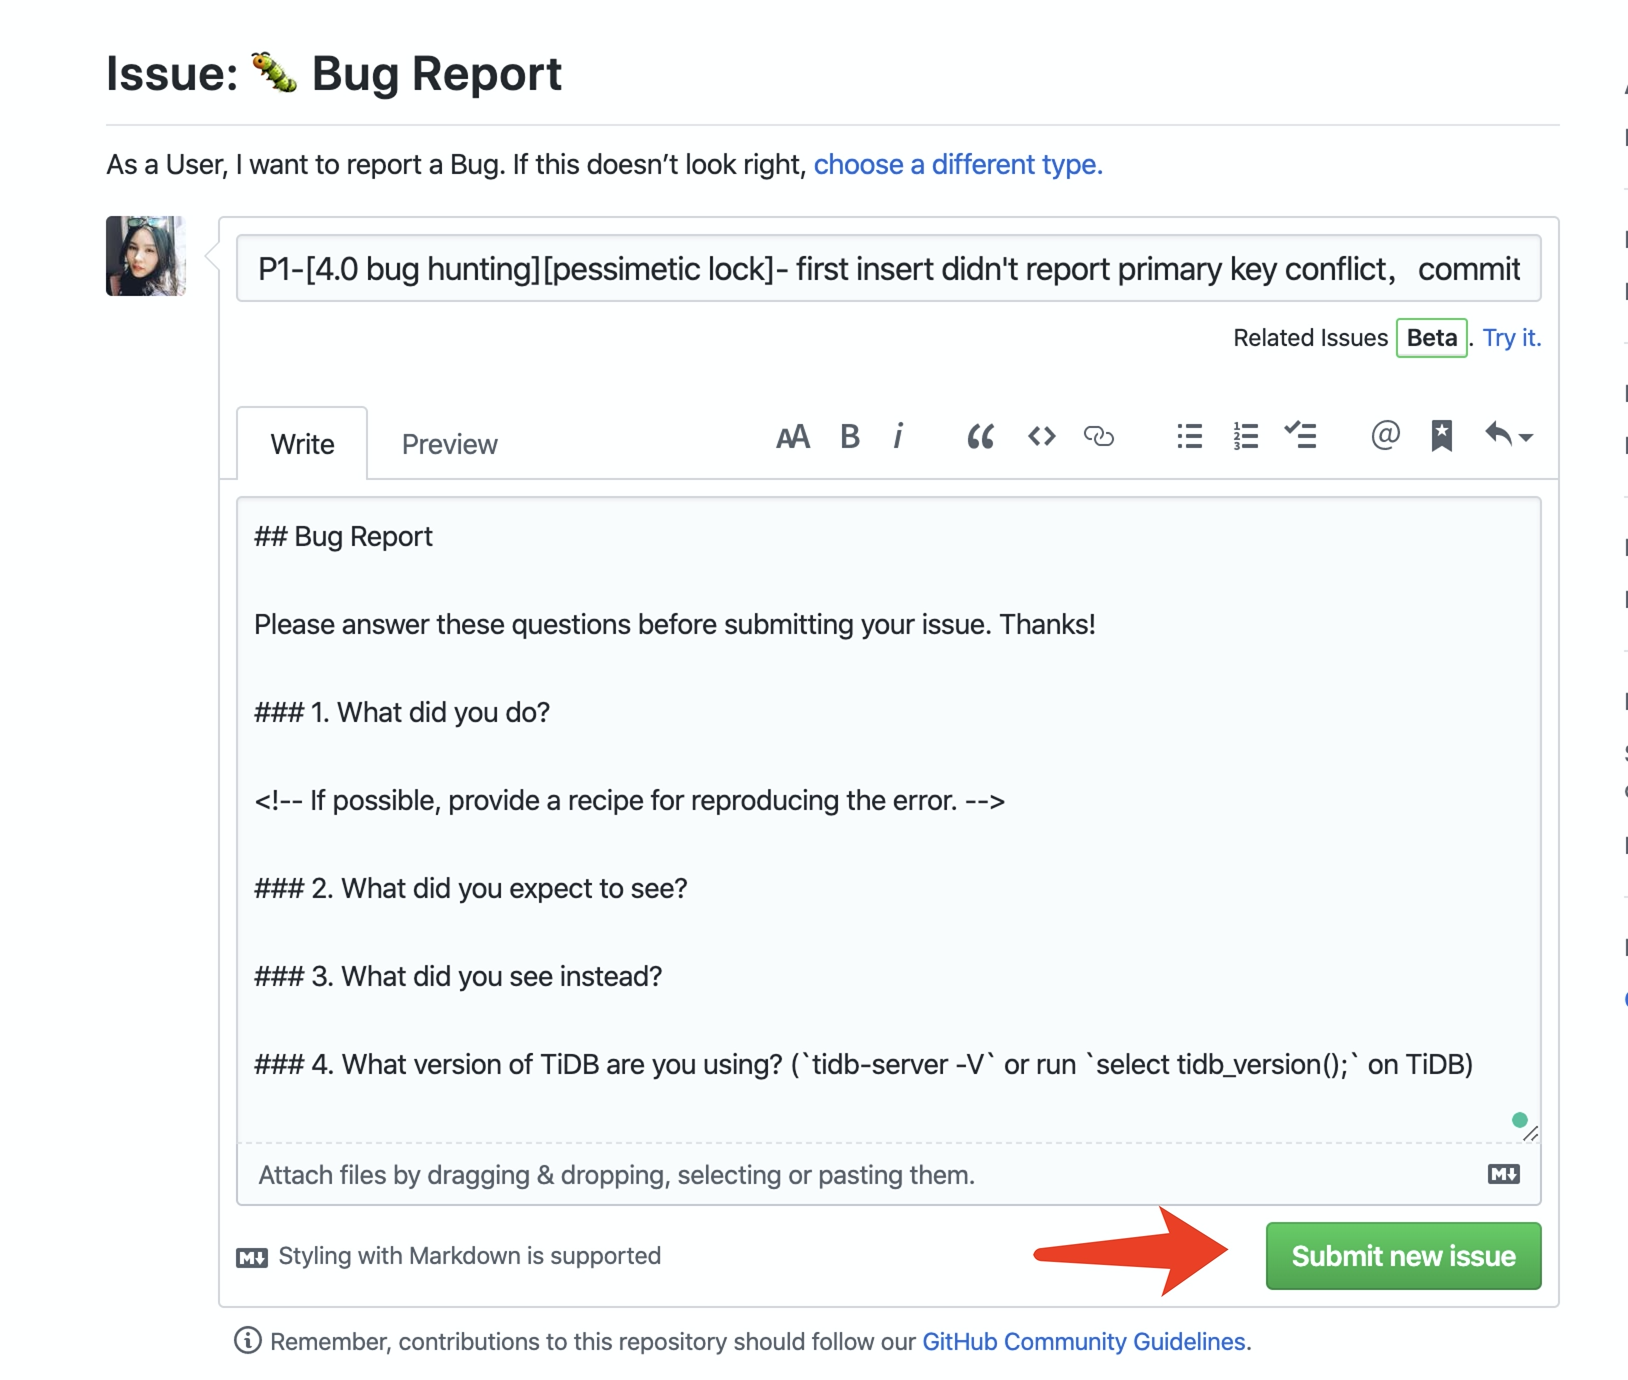 Issue: 🐛 Bug Report
As a User, I want to report a Bug. If this doesn’t look right, choose a different type.
P1-[4.0 bug hunting][pessimetic lock]- first insert didn't report primary key conflict， commit
Related Issues Beta . Try it.
Write Preview
## Bug Report
Please answer these questions before submitting your issue. Thanks!
### 1. What did you do?
<!-- If possible, provide a recipe for reproducing the error. -->
### 2. What did you expect to see?
### 3. What did you see instead?
### 4. What version of TiDB are you using? (`tidb-server -V` or run `select tidb_version();` on TiDB)
Attach files by dragging & dropping, selecting or pasting them.
Styling with Markdown is supported
Submit new issue
Remember, contributions to this repository should follow our GitHub Community Guidelines.